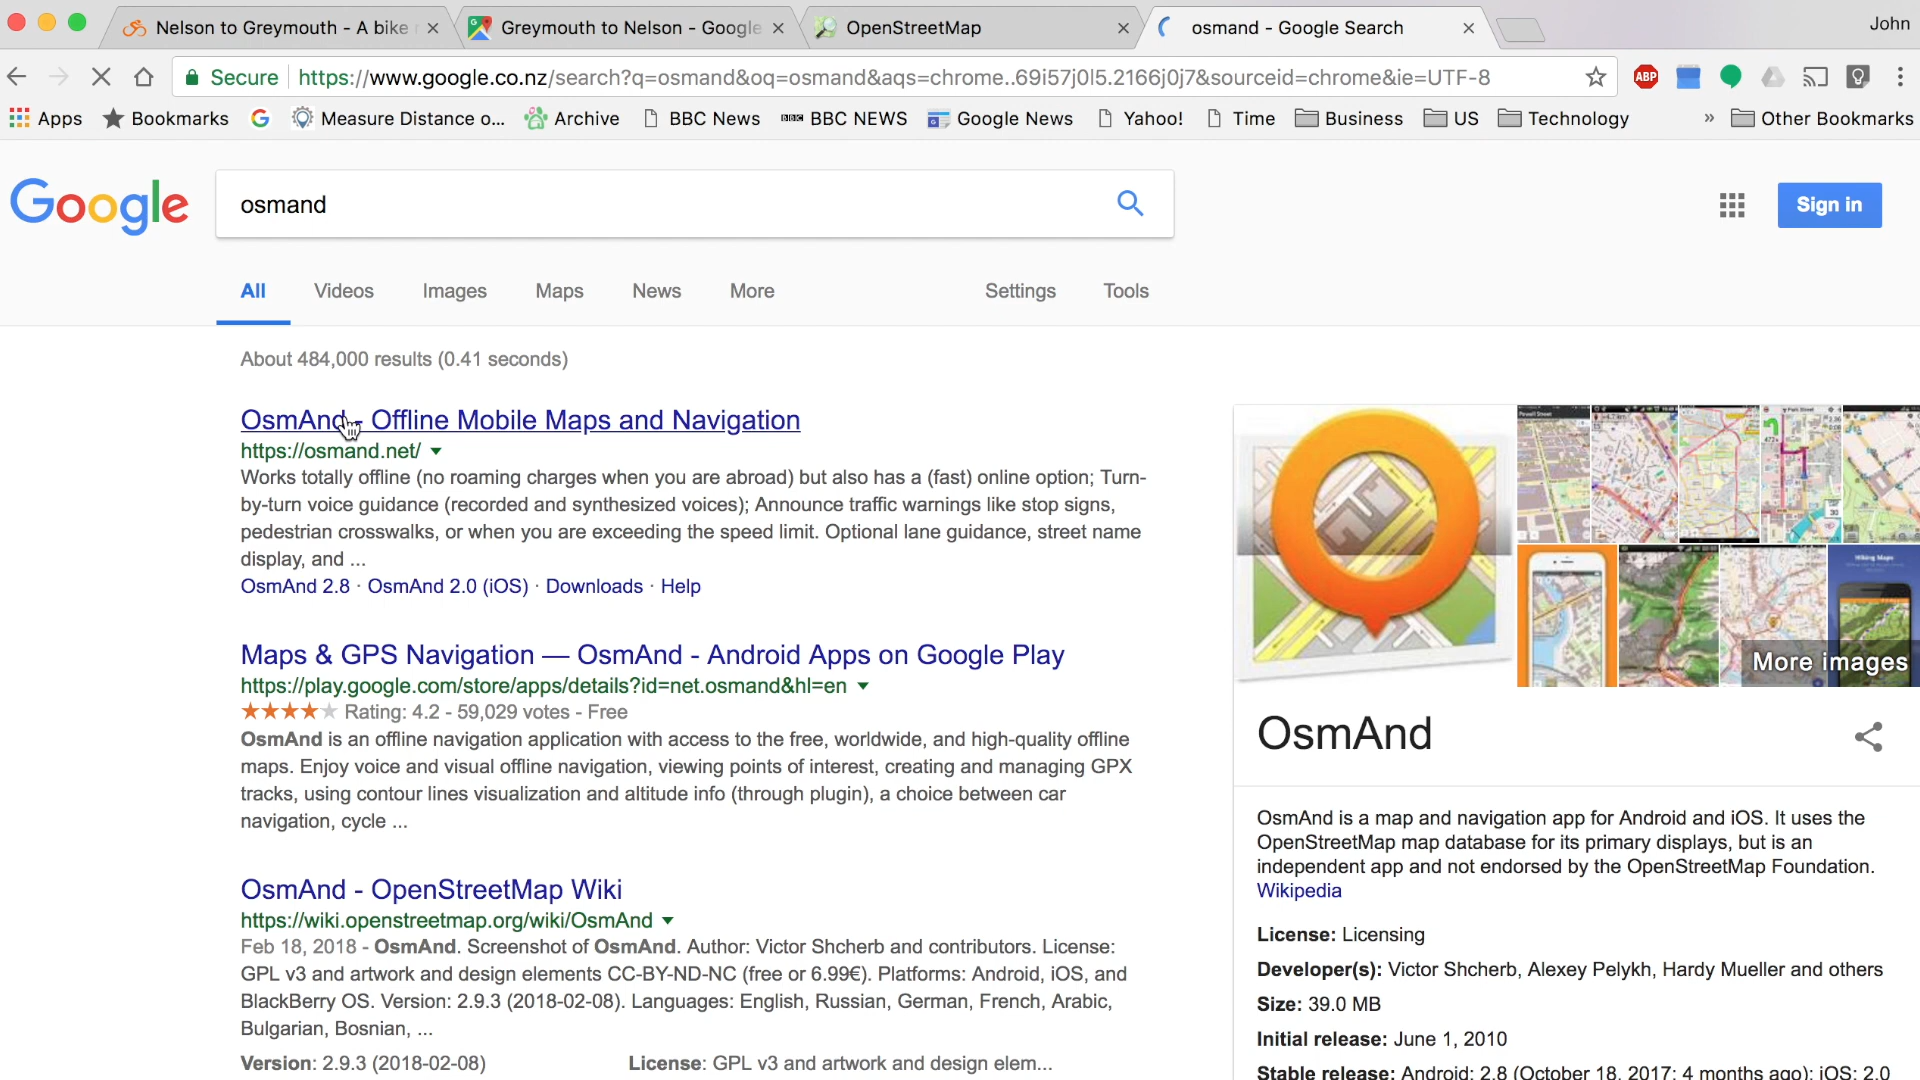 Nelson to Greymouth - A bike
Greymouth to Nelson - Google
OpenStreetMap
osmand - Google Search
John
Secure
https://www.google.co.nz/search?q=osmand&oq=osmand&aqs=chrome..69i57j0l5.2166j0j7&sourceid=chrome&ie=UTF-8
ABP
Apps
Bookmarks
Measure Distance o...
Archive
BBC News
BBC NEWS
Google News
Yahoo!
Time
Business
US
Technology
»
Other Bookmarks
Google
osmand
Sign in
All
Videos
Images
Maps
News
More
Settings
Tools
About 484,000 results (0.41 seconds)
OsmAnd - Offline Mobile Maps and Navigation
https://osmand.net/
Works totally offline (no roaming charges when you are abroad) but also has a (fast) online option; Turn-
by-turn voice guidance (recorded and synthesized voices); Announce traffic warnings like stop signs,
pedestrian crosswalks, or when you are exceeding the speed limit. Optional lane guidance, street name
display, and ...
OsmAnd 2.8 · OsmAnd 2.0 (iOS) · Downloads · Help
Maps & GPS Navigation — OsmAnd - Android Apps on Google Play
https://play.google.com/store/apps/details?id=net.osmand&hl=en
Rating: 4.2 - 59,029 votes - Free
OsmAnd is an offline navigation application with access to the free, worldwide, and high-quality offline
maps. Enjoy voice and visual offline navigation, viewing points of interest, creating and managing GPX
tracks, using contour lines visualization and altitude info (through plugin), a choice between car
navigation, cycle ...
OsmAnd - OpenStreetMap Wiki
https://wiki.openstreetmap.org/wiki/OsmAnd
Feb 18, 2018 - OsmAnd. Screenshot of OsmAnd. Author: Victor Shcherb and contributors. License:
GPL v3 and artwork and design elements CC-BY-ND-NC (free or 6.99€). Platforms: Android, iOS, and
BlackBerry OS. Version: 2.9.3 (2018-02-08). Languages: English, Russian, German, French, Arabic,
Bulgarian, Bosnian, ...
Version: 2.9.3 (2018-02-08)
License: GPL v3 and artwork and design elem...
More images
OsmAnd
OsmAnd is a map and navigation app for Android and iOS. It uses the
OpenStreetMap map database for its primary displays, but is an
independent app and not endorsed by the OpenStreetMap Foundation.
Wikipedia
License: Licensing
Developer(s): Victor Shcherb, Alexey Pelykh, Hardy Mueller and others
Size: 39.0 MB
Initial release: June 1, 2010
Stable release: Android: 2.8 (October 18, 2017; 4 months ago); iOS: 2.0